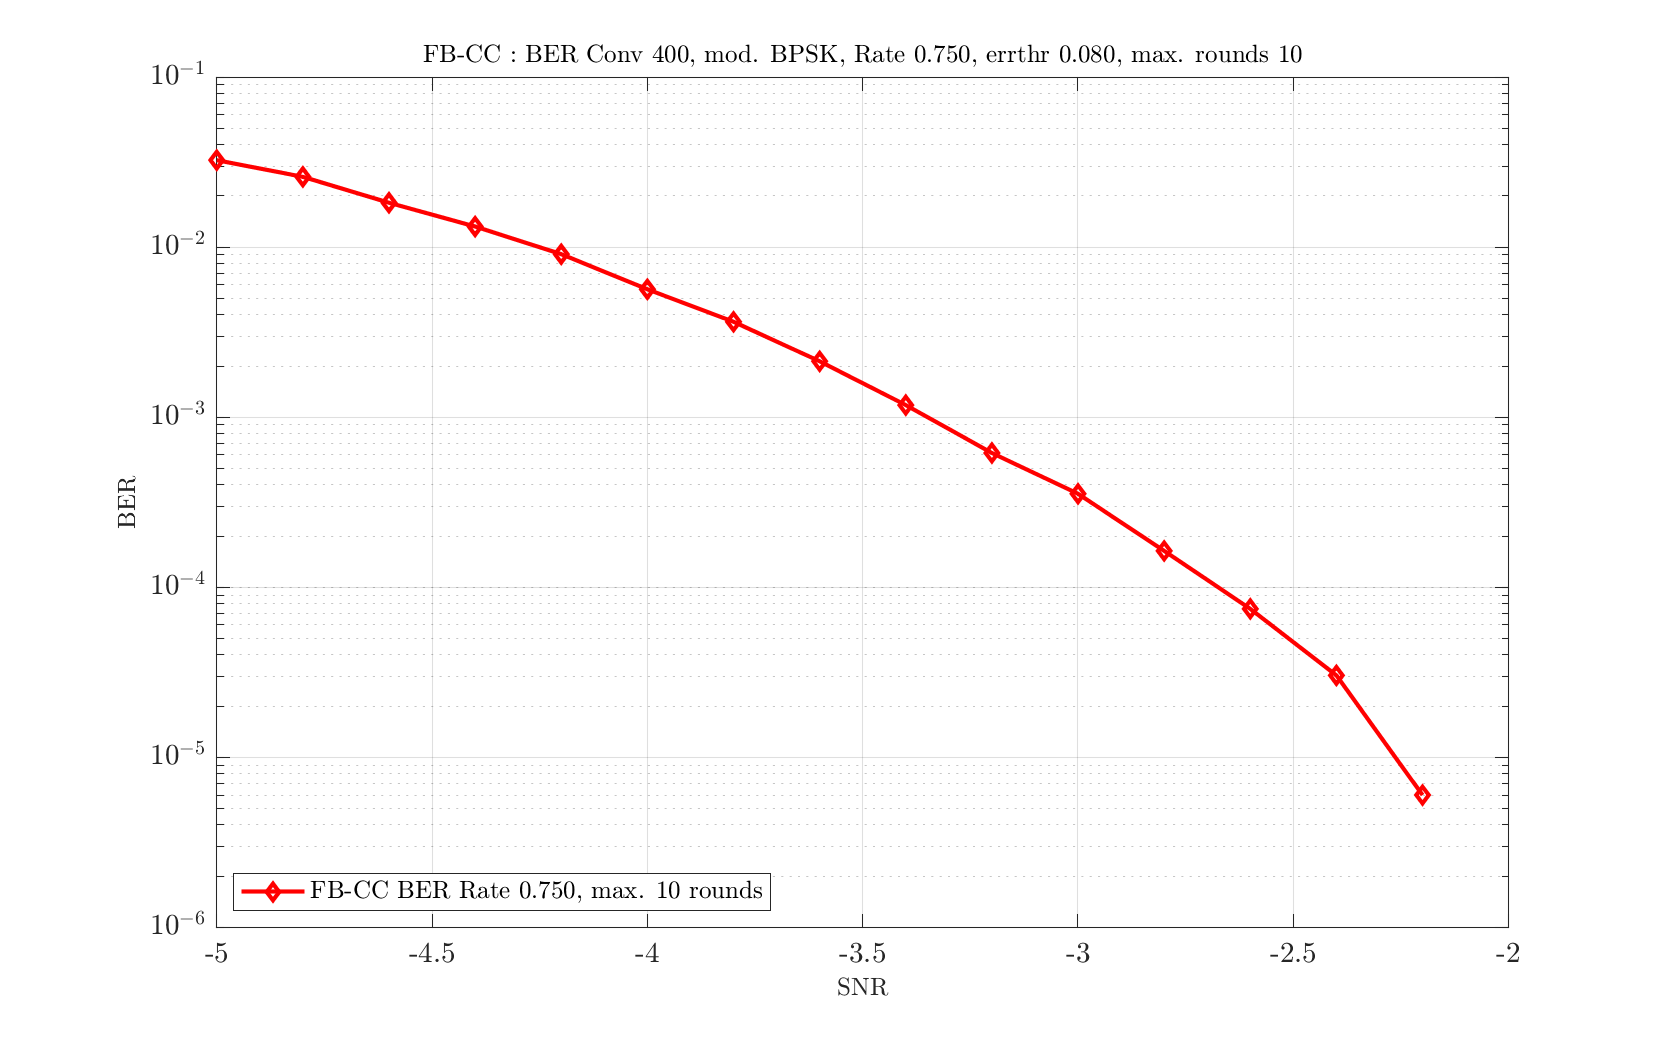 FB-CC : BER Conv 400, mod. BPSK, Rate 0.750, errthr 0.080, max. rounds 10
10^{-1}
10^{-2}
10^{-3}
10^{-4}
10^{-5}
10^{-6}
BER
FB-CC BER Rate 0.750, max. 10 rounds
-5 -4.5 -4 -3.5 -3 -2.5 -2
SNR